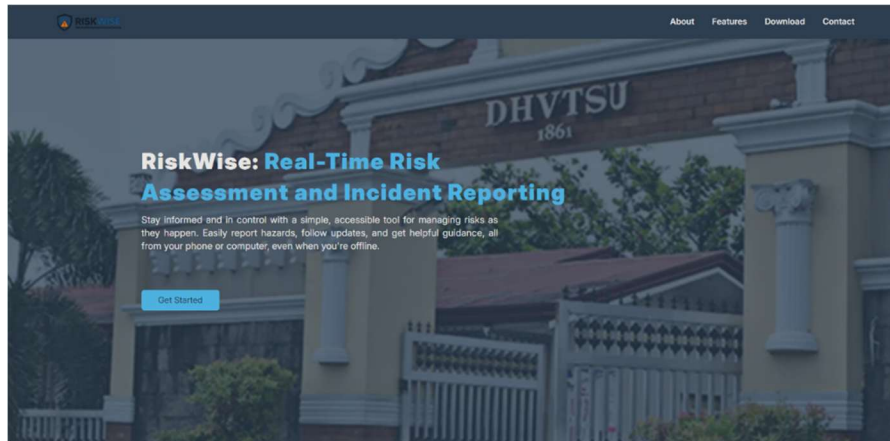 RISKWISE
About Features Download Contact
DHVTSU
1861
RiskWise: Real-Time Risk
Assessment and Incident Reporting
Stay informed and in control with a simple, accessible tool for managing risks as
they happen. Easily report hazards, follow updates, and get helpful guidance, all
from your phone or computer, even when you're offline.
Get Started